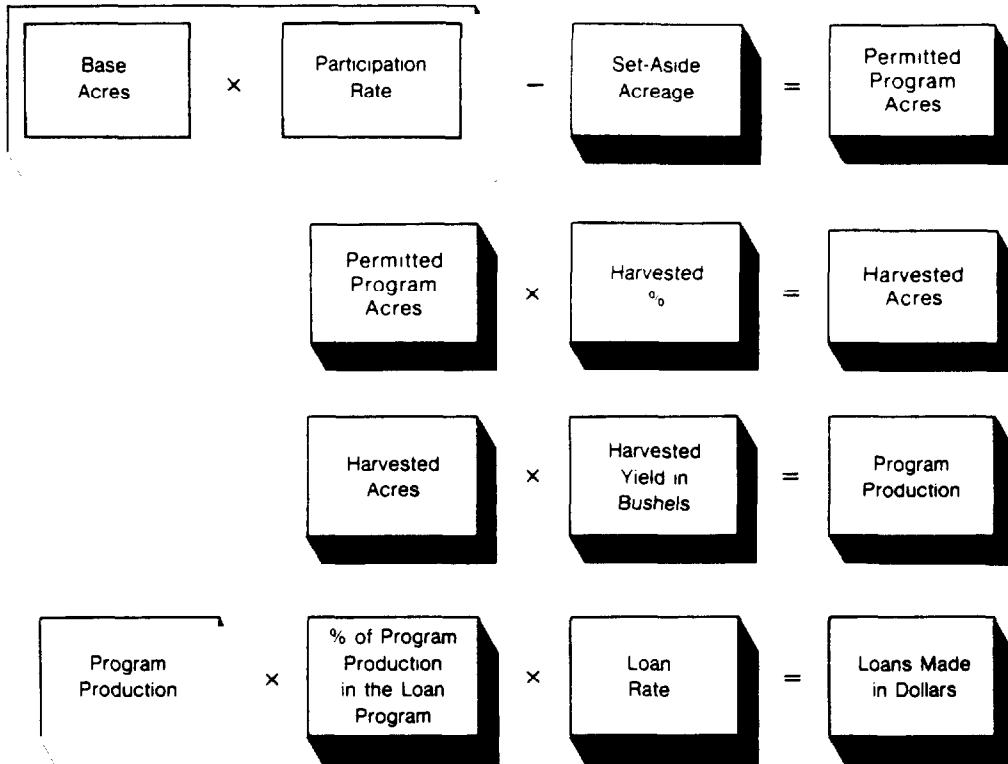 Base
Acres
×
Participation
Rate
−
Set-Aside
Acreage
=
Permitted
Program
Acres
Permitted
Program
Acres
×
Harvested
%
=
Harvested
Acres
Harvested
Acres
×
Harvested
Yield in
Bushels
=
Program
Production
Program
Production
×
% of Program
Production
in the Loan
Program
×
Loan
Rate
=
Loans Made
in Dollars